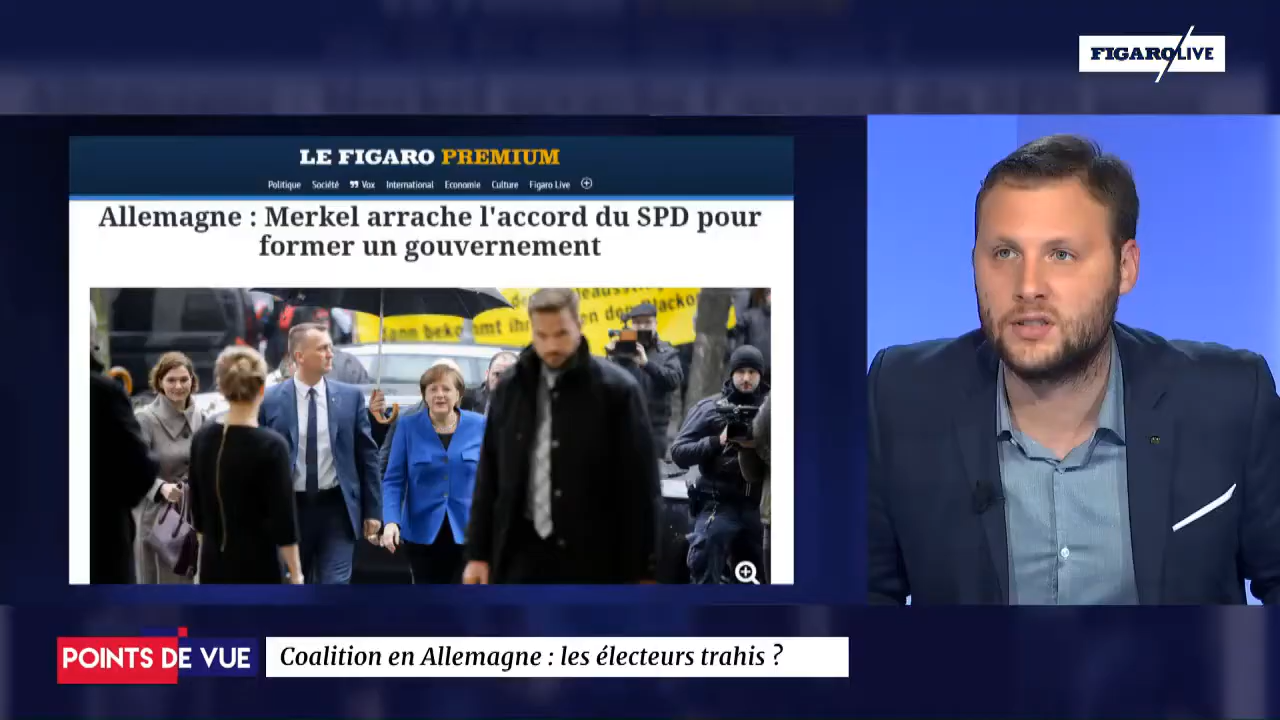 FIGARO LIVE
LE FIGARO PREMIUM
Politique Société Vox International Economie Culture Figaro Live
Allemagne : Merkel arrache l'accord du SPD pour
former un gouvernement
POINTS DE VUE
Coalition en Allemagne : les électeurs trahis ?